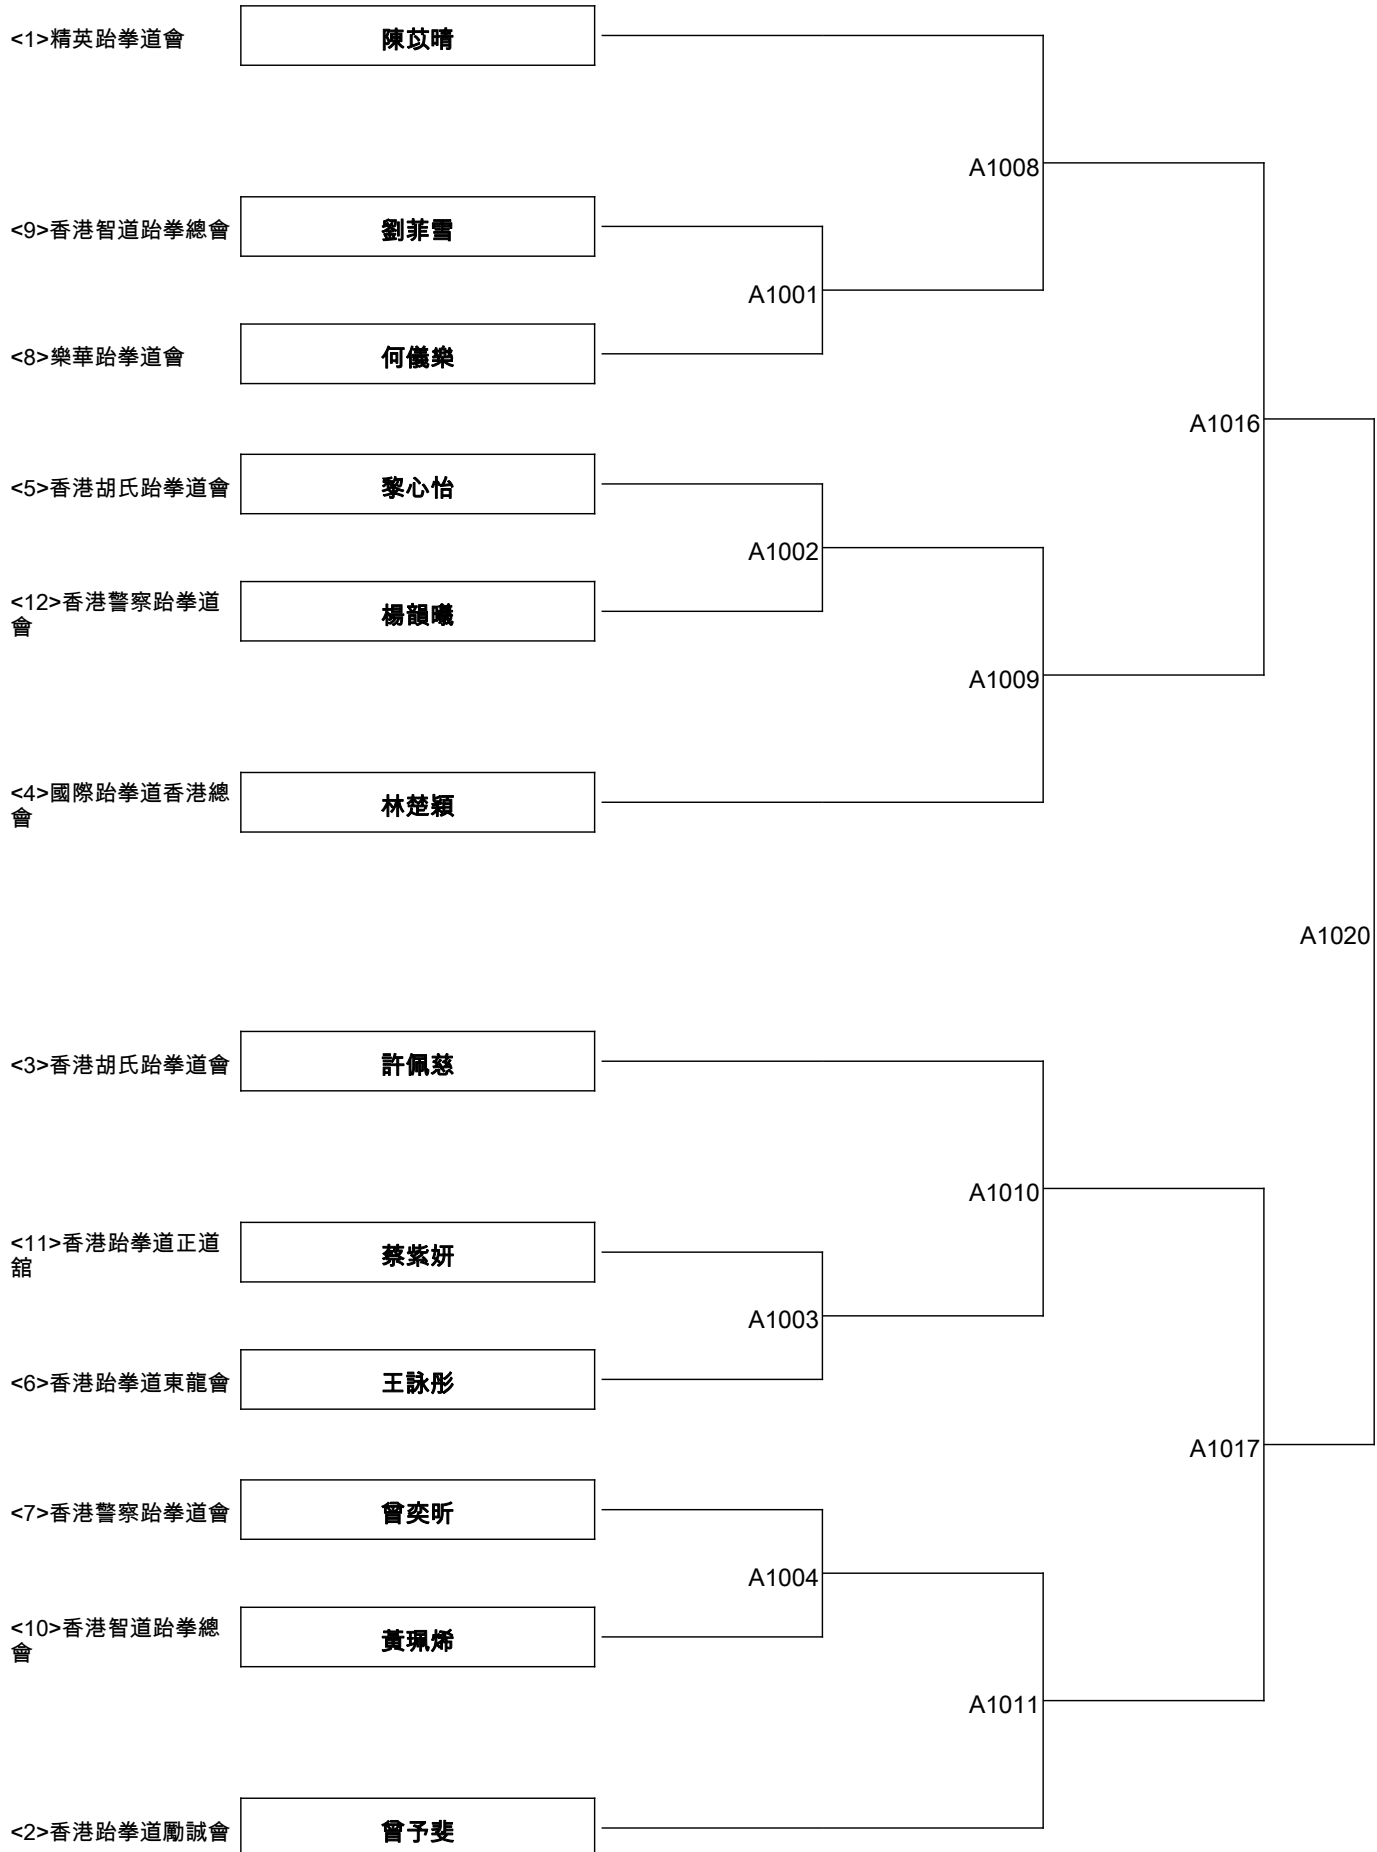 <1>精英跆拳道會
陳苡晴
A1008
<9>香港智道跆拳總會
劉菲雪
A1001
<8>樂華跆拳道會
何儀樂
A1016
<5>香港胡氏跆拳道會
黎心怡
A1002
<12>香港警察跆拳道
會
楊韻曦
A1009
<4>國際跆拳道香港總
會
林楚穎
A1020
<3>香港胡氏跆拳道會
許佩慈
A1010
<11>香港跆拳道正道
舘
蔡紫妍
A1003
<6>香港跆拳道東龍會
王詠彤
A1017
<7>香港警察跆拳道會
曾奕昕
A1004
<10>香港智道跆拳總
會
黃珮烯
A1011
<2>香港跆拳道勵誠會
曾予斐